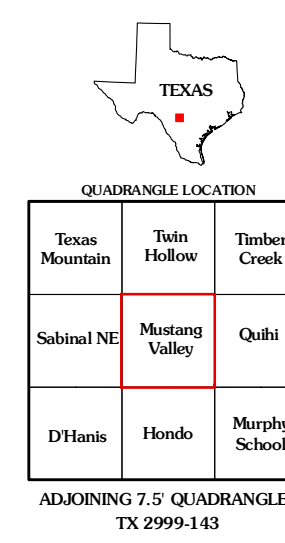 TEXAS
QUADRANGLE LOCATION
Texas
Mountain
Twin
Hollow
Timber
Creek
Sabinal NE
Mustang
Valley
Quihi
D'Hanis
Hondo
Murphy
School
ADJOINING 7.5' QUADRANGLE
TX 2999-143